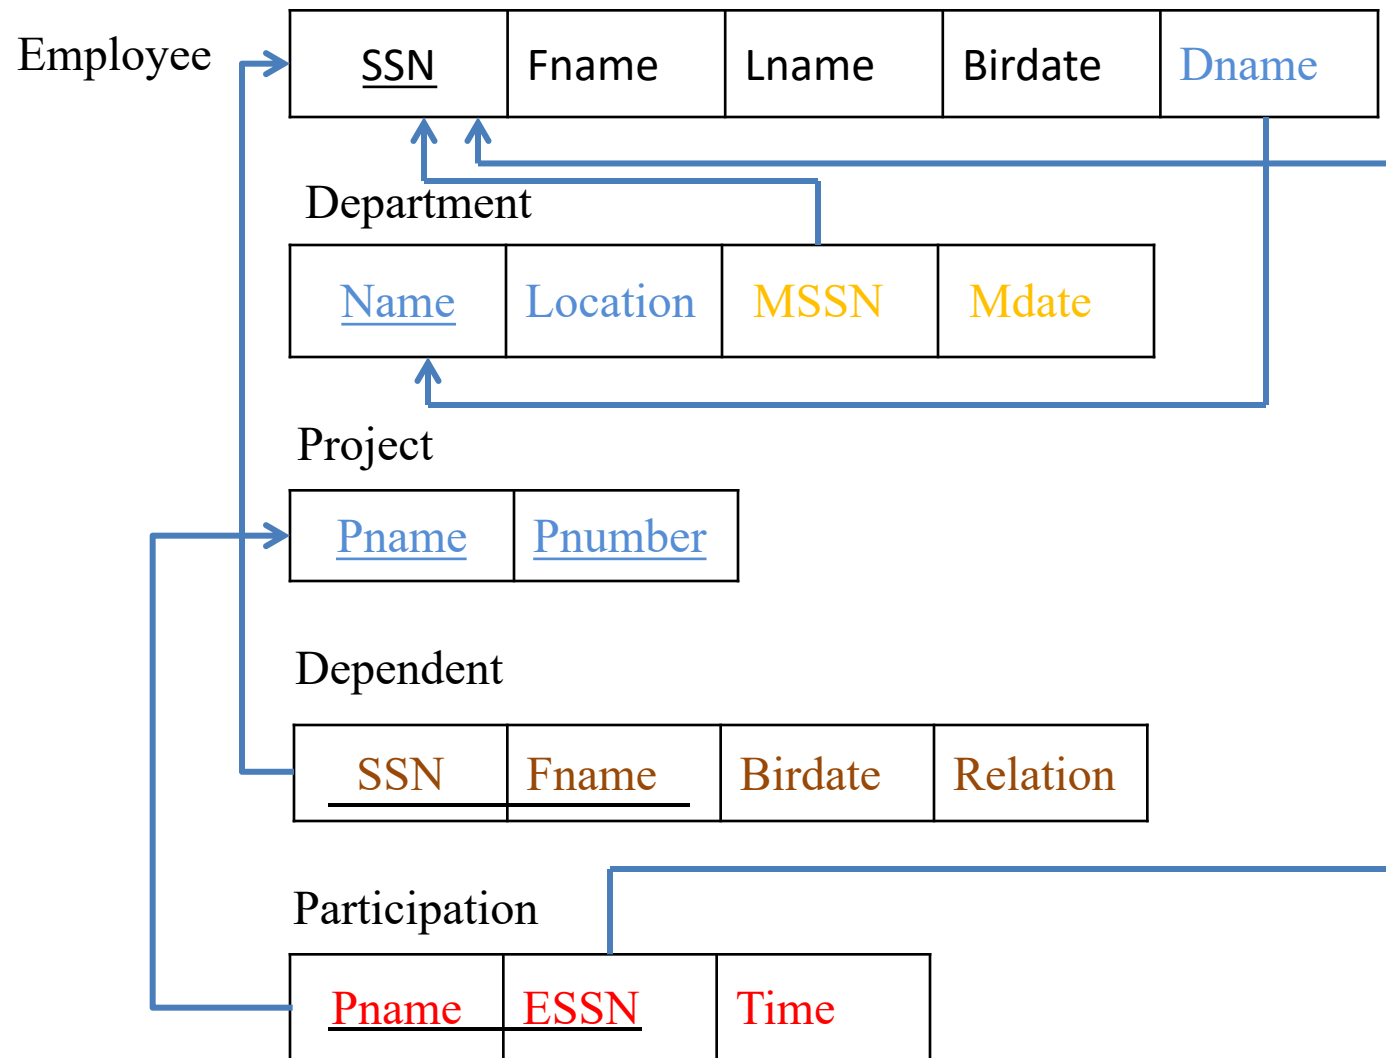 Employee SSN Fname Lname Birdate Dname
Department
Name Location MSSN Mdate
Project
Pname Pnumber
Dependent
SSN Fname Birdate Relation
Participation
Pname ESSN Time